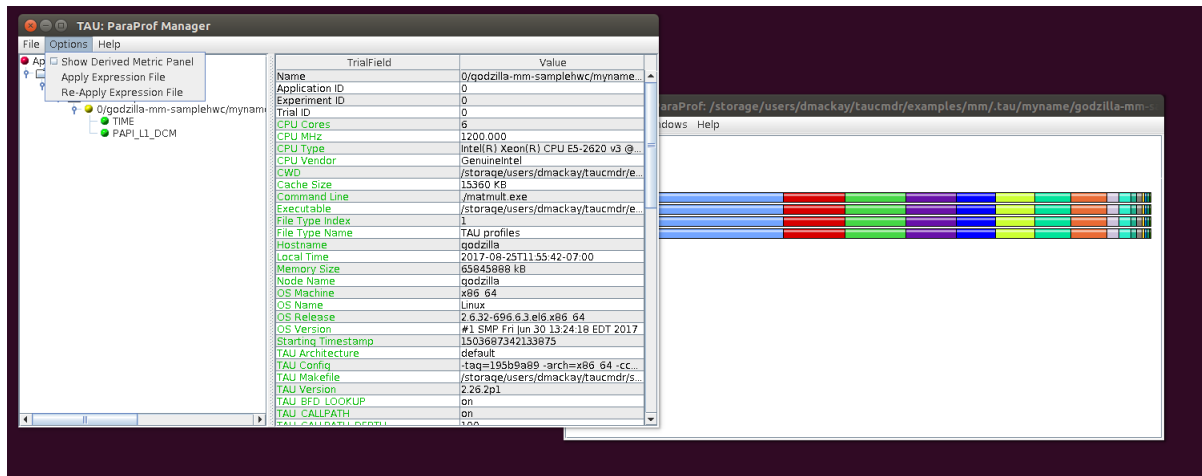 TAU: ParaProf Manager
File Options Help
Show Derived Metric Panel
Apply Expression File
Re-Apply Expression File
0/godzilla-mm-samplehwc/mynam
TIME
PAPI_L1_DCM
TrialField Value
Name 0/godzilla-mm-samplehwc/myname...
Application ID 0
Experiment ID 0
Trial ID 0
CPU Cores 6
CPU MHz 1200.000
CPU Type Intel(R) Xeon(R) CPU E5-2620 v3 @...
CPU Vendor GenuineIntel
CWD /storage/users/dmackay/taucmdr/e...
Cache Size 15360 KB
Command Line ./matmult.exe
Executable /storage/users/dmackay/taucmdr/e...
File Type Index 1
File Type Name TAU profiles
Hostname godzilla
Local Time 2017-08-25T11:55:42-07:00
Memory Size 65845888 kB
Node Name godzilla
OS Machine x86_64
OS Name Linux
OS Release 2.6.32-696.6.3.el6.x86_64
OS Version #1 SMP Fri Jun 30 13:24:18 EDT 2017
Starting Timestamp 1503687342133875
TAU Architecture default
TAU Config -tag=195b9a89 -arch=x86_64 -cc...
TAU Makefile /storage/users/dmackay/taucmdr/s...
TAU Version 2.26.2p1
TAU_BFD_LOOKUP on
TAU_CALLPATH on
TAU_CALLPATH_DEPTH 100
araProf: /storage/users/dmackay/taucmdr/examples/mm/.tau/myname/godzilla-mm-s
dows Help